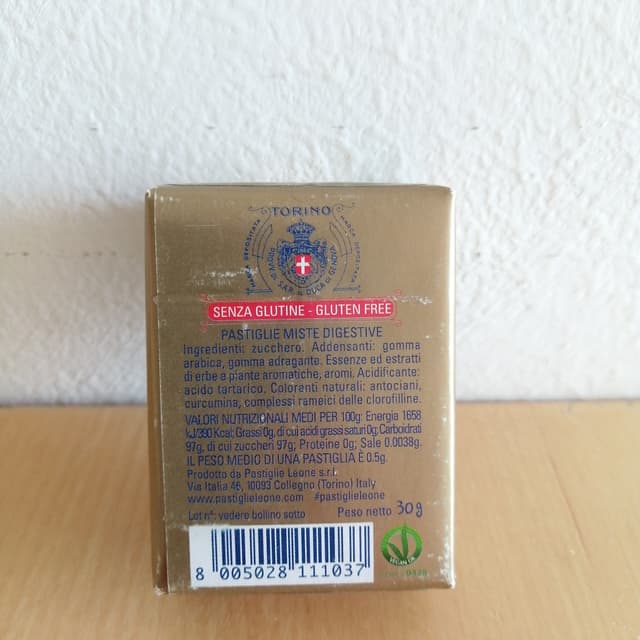 TORINO
MARCA DEPOSITATA
SENZA GLUTINE - GLUTEN FREE
PASTIGLIE MISTE DIGESTIVE
Ingredienti: zucchero. Addensanti: gomma
arabica, gomma adragante. Essenze ed estratti
di erbe e piante aromatiche, aromi. Acidificante:
acido tartarico. Coloranti naturali: antociani,
curcumina, complessi rameici delle clorofilline.
VALORI NUTRIZIONALI MEDI PER 100g: Energia 1658
kJ/390 Kcal; Grassi 0g, di cui acidi grassi saturi 0g; Carboidrati
97g, di cui zuccheri 97g; Proteine 0g; Sale 0.0038g.
IL PESO MEDIO DI UNA PASTIGLIA È 0.5g.
Prodotto da Pastiglie Leone s.r.l.
Via Italia 46, 10093 Collegno (Torino) Italy
www.pastiglieleone.com #pastiglieleone
Lot n°: vedere bollino sotto Peso netto 30g
8 005028 111037
VEGAN OK